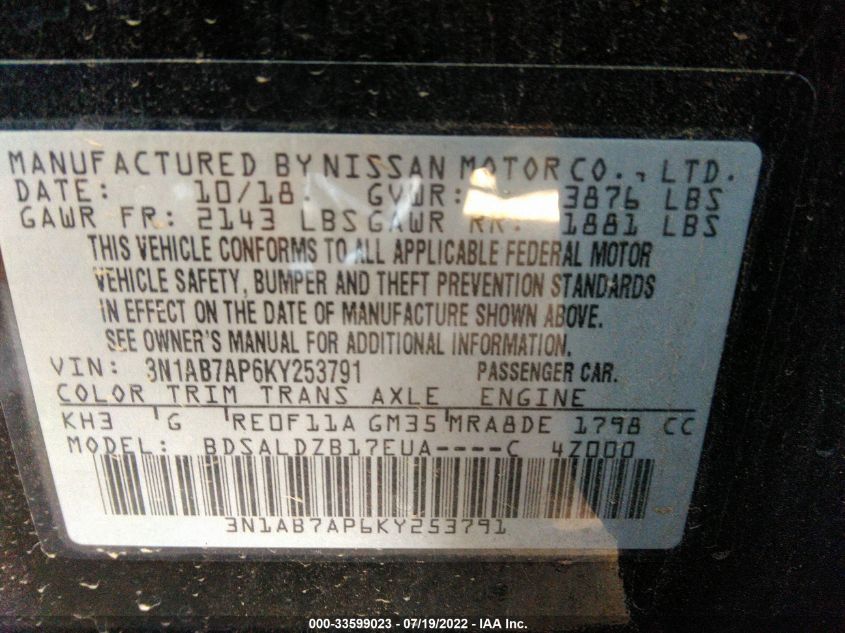 MANUFACTURED BY NISSAN MOTOR CO., LTD.
DATE: 10/18 GVWR: 3876 LBS
GAWR FR: 2143 LBS GAWR RR: 1881 LBS
THIS VEHICLE CONFORMS TO ALL APPLICABLE FEDERAL MOTOR
VEHICLE SAFETY, BUMPER AND THEFT PREVENTION STANDARDS
IN EFFECT ON THE DATE OF MANUFACTURE SHOWN ABOVE.
SEE OWNER'S MANUAL FOR ADDITIONAL INFORMATION.
VIN: 3N1AB7AP6KY253791 PASSENGER CAR.
COLOR TRIM TRANS AXLE ENGINE
KH3 G RE0F11A GM35 MRA8DE 1798 CC
MODEL: BDSALDZB17EUA----C 4Z000
3N1AB7AP6KY253791
000-33599023 - 07/19/2022 - IAA Inc.